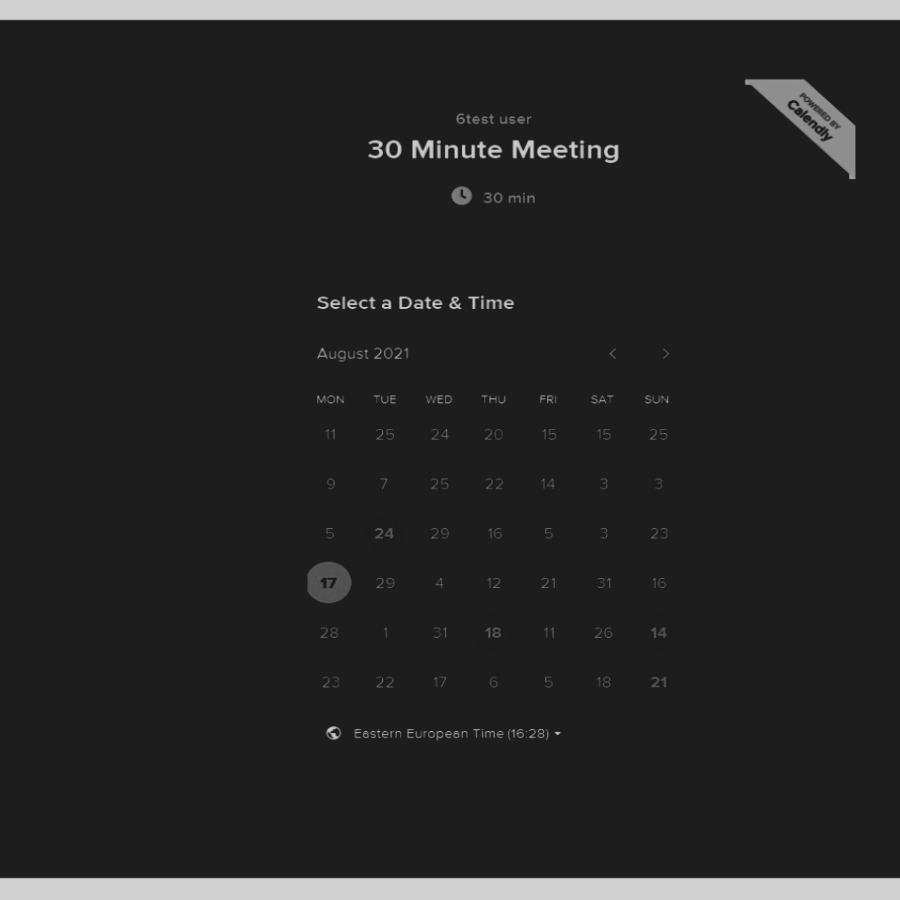 6test user
30 Minute Meeting
30 min
POWERED BY
Calendly
Select a Date & Time
August 2021
MON TUE WED THU FRI SAT SUN
11 25 24 20 15 15 25
9 7 25 22 14 3 3
5 24 29 16 5 3 23
17 29 4 12 21 31 16
28 1 31 18 11 26 14
23 22 17 6 5 18 21
Eastern European Time (16:28)